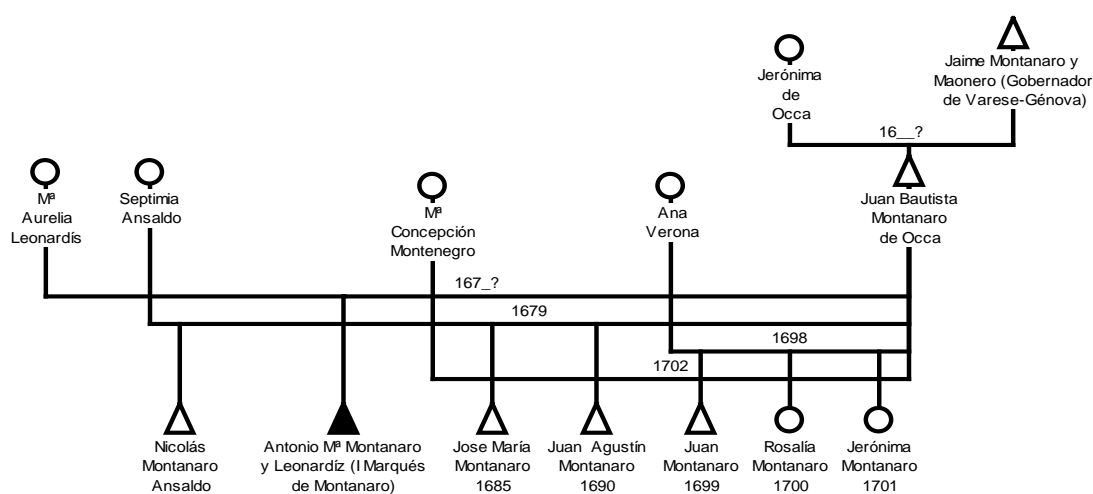 Jerónima
de
Occa
Jaime Montanaro y
Maonero (Gobernador
de Varese-Génova)
16__?
Mª
Aurelia
Leonardís
Septimia
Ansaldo
Mª
Concepción
Montenegro
Ana
Verona
Juan Bautista
Montanaro
de Occa
167_?
1679
1698
1702
Nicolás
Montanaro
Ansaldo
Antonio Mª Montanaro
y Leonardíz (I Marqués
de Montanaro)
Jose María
Montanaro
1685
Juan Agustín
Montanaro
1690
Juan
Montanaro
1699
Rosalía
Montanaro
1700
Jerónima
Montanaro
1701